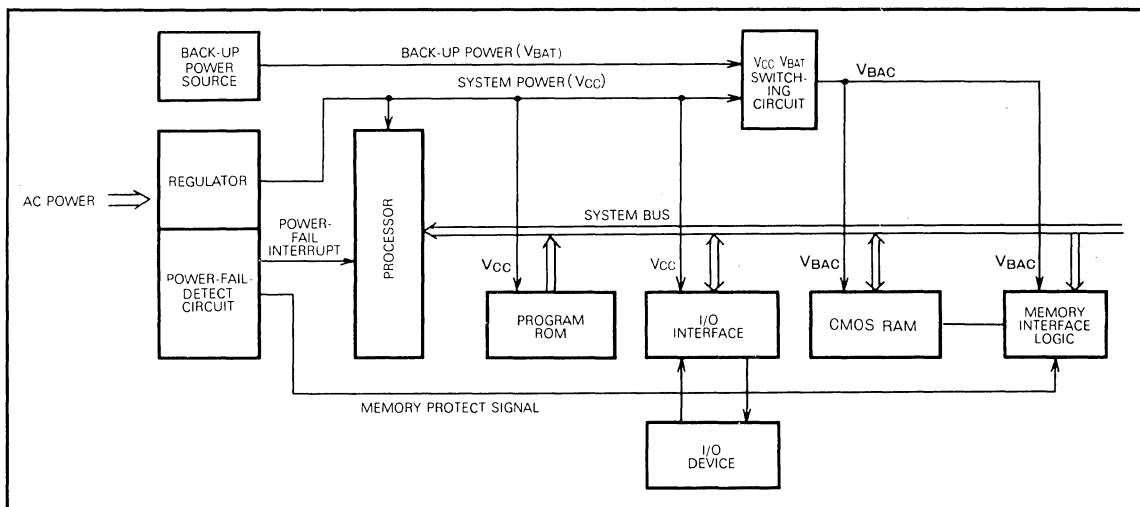 BACK-UP
POWER
SOURCE
BACK-UP POWER (VBAT)
SYSTEM POWER (VCC)
VCC VBAT
SWITCH-
ING
CIRCUIT
VBAC
AC POWER
REGULATOR
POWER-
FAIL
INTERRUPT
POWER-FAIL-
DETECT
CIRCUIT
PROCESSOR
SYSTEM BUS
VCC
VCC
VBAC
VBAC
PROGRAM
ROM
I/O
INTERFACE
CMOS RAM
MEMORY
INTERFACE
LOGIC
MEMORY PROTECT SIGNAL
I/O
DEVICE